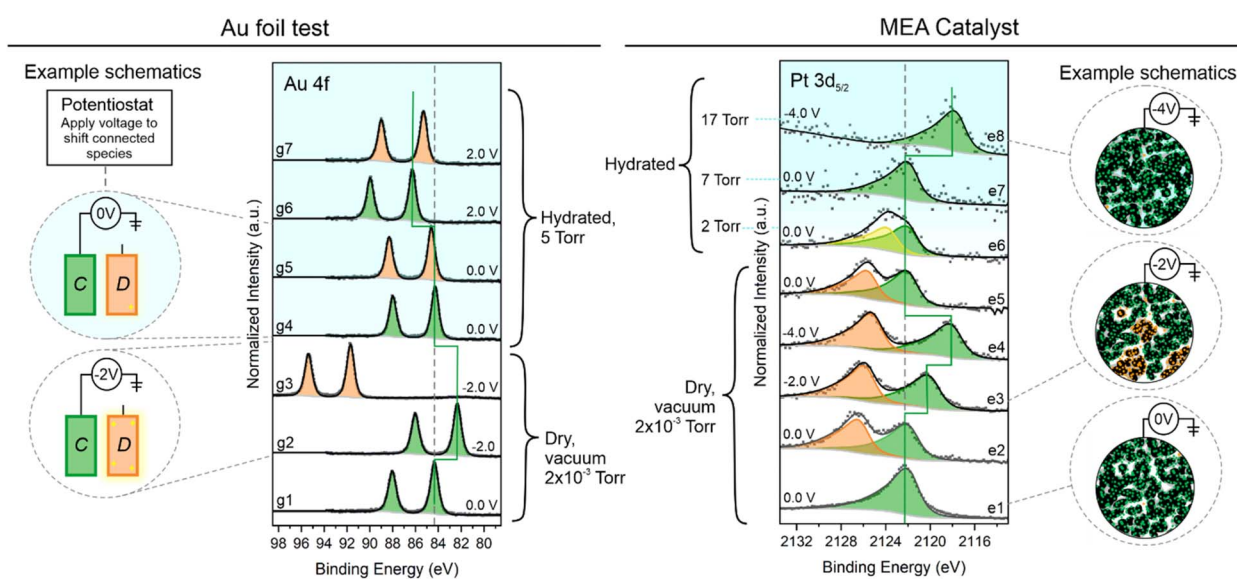 Au foil test
MEA Catalyst
Example schematics
Potentiostat
Apply voltage to
shift connected
species
0V
C
D
-2V
C
D
Normalized Intensity (a.u.)
Au 4f
g7
2.0 V
g6
2.0 V
g5
0.0 V
g4
0.0 V
g3
-2.0 V
g2
-2.0
g1
0.0 V
98 96 94 92 90 88 86 84 82 80
Binding Energy (eV)
Hydrated,
5 Torr
Dry,
vacuum
2x10⁻³ Torr
Hydrated
17 Torr
7 Torr
2 Torr
Dry,
vacuum
2x10⁻³ Torr
Normalized Intensity (a.u.)
Pt 3d₅/₂
-4.0 V
e8
0.0 V
e7
0.0 V
e6
0.0 V
e5
-4.0 V
e4
-2.0 V
e3
0.0 V
e2
0.0 V
e1
2132 2128 2124 2120 2116
Binding Energy (eV)
Example schematics
-4V
-2V
0V